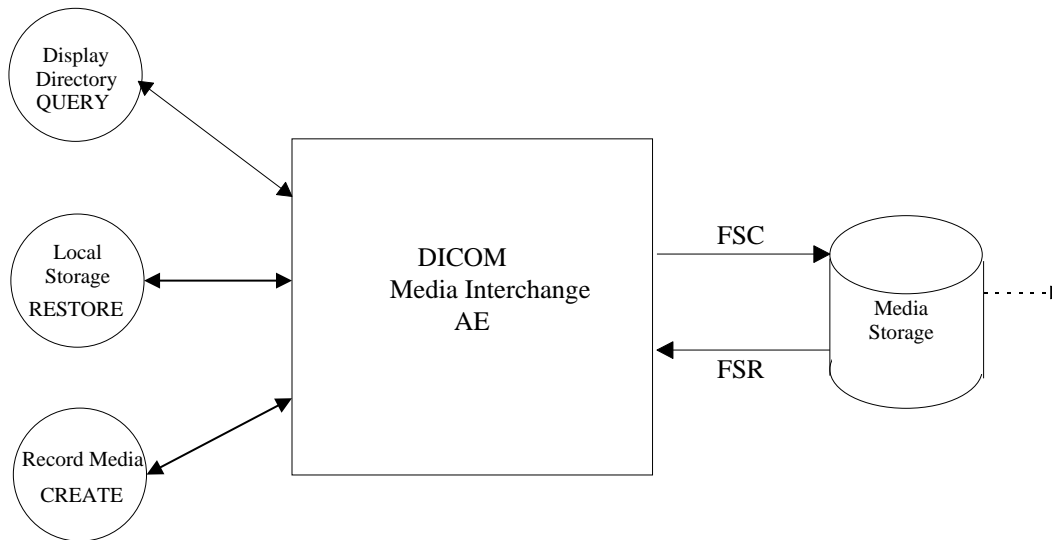 Display
Directory
QUERY
Local
Storage
RESTORE
Record Media
CREATE
DICOM
Media Interchange
AE
FSC
FSR
Media
Storage